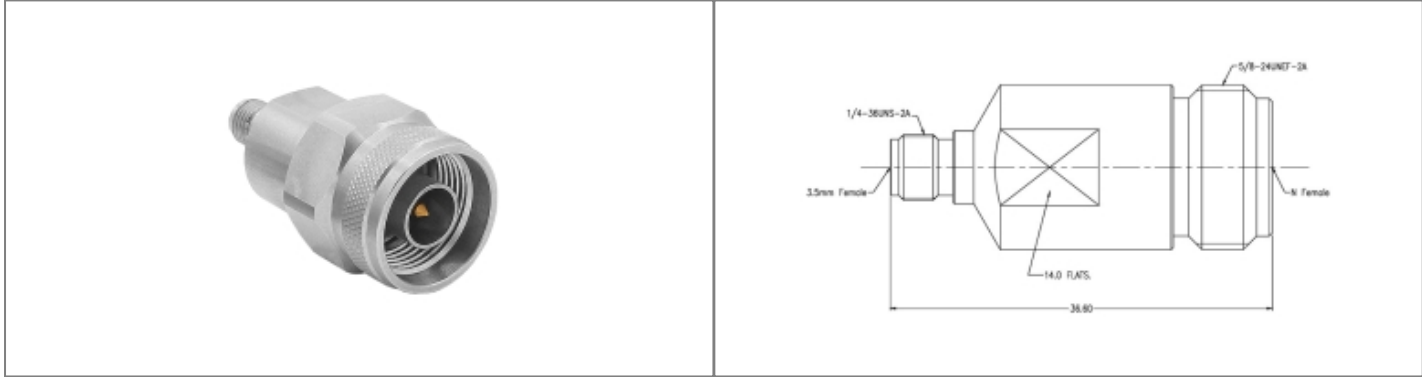 5/8-24UNEF-2A
1/4-36UNS-2A
3.5mm Female
N Female
14.0 FLATS.
36.60